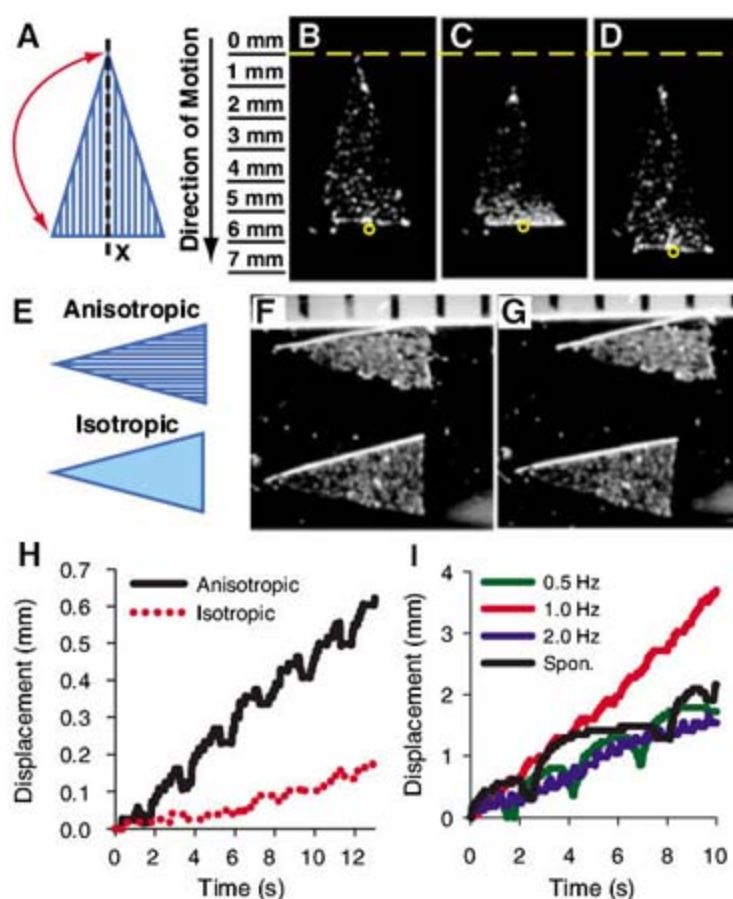 A
x
Direction of Motion
0 mm
1 mm
2 mm
3 mm
4 mm
5 mm
6 mm
7 mm
B
C
D
E
Anisotropic
Isotropic
F
G
H
Displacement (mm)
0.7
0.6
0.5
0.4
0.3
0.2
0.1
0.0
Anisotropic
Isotropic
0 2 4 6 8 10 12
Time (s)
I
Displacement (mm)
4
3
2
1
0
0.5 Hz
1.0 Hz
2.0 Hz
Spon.
0 2 4 6 8 10
Time (s)